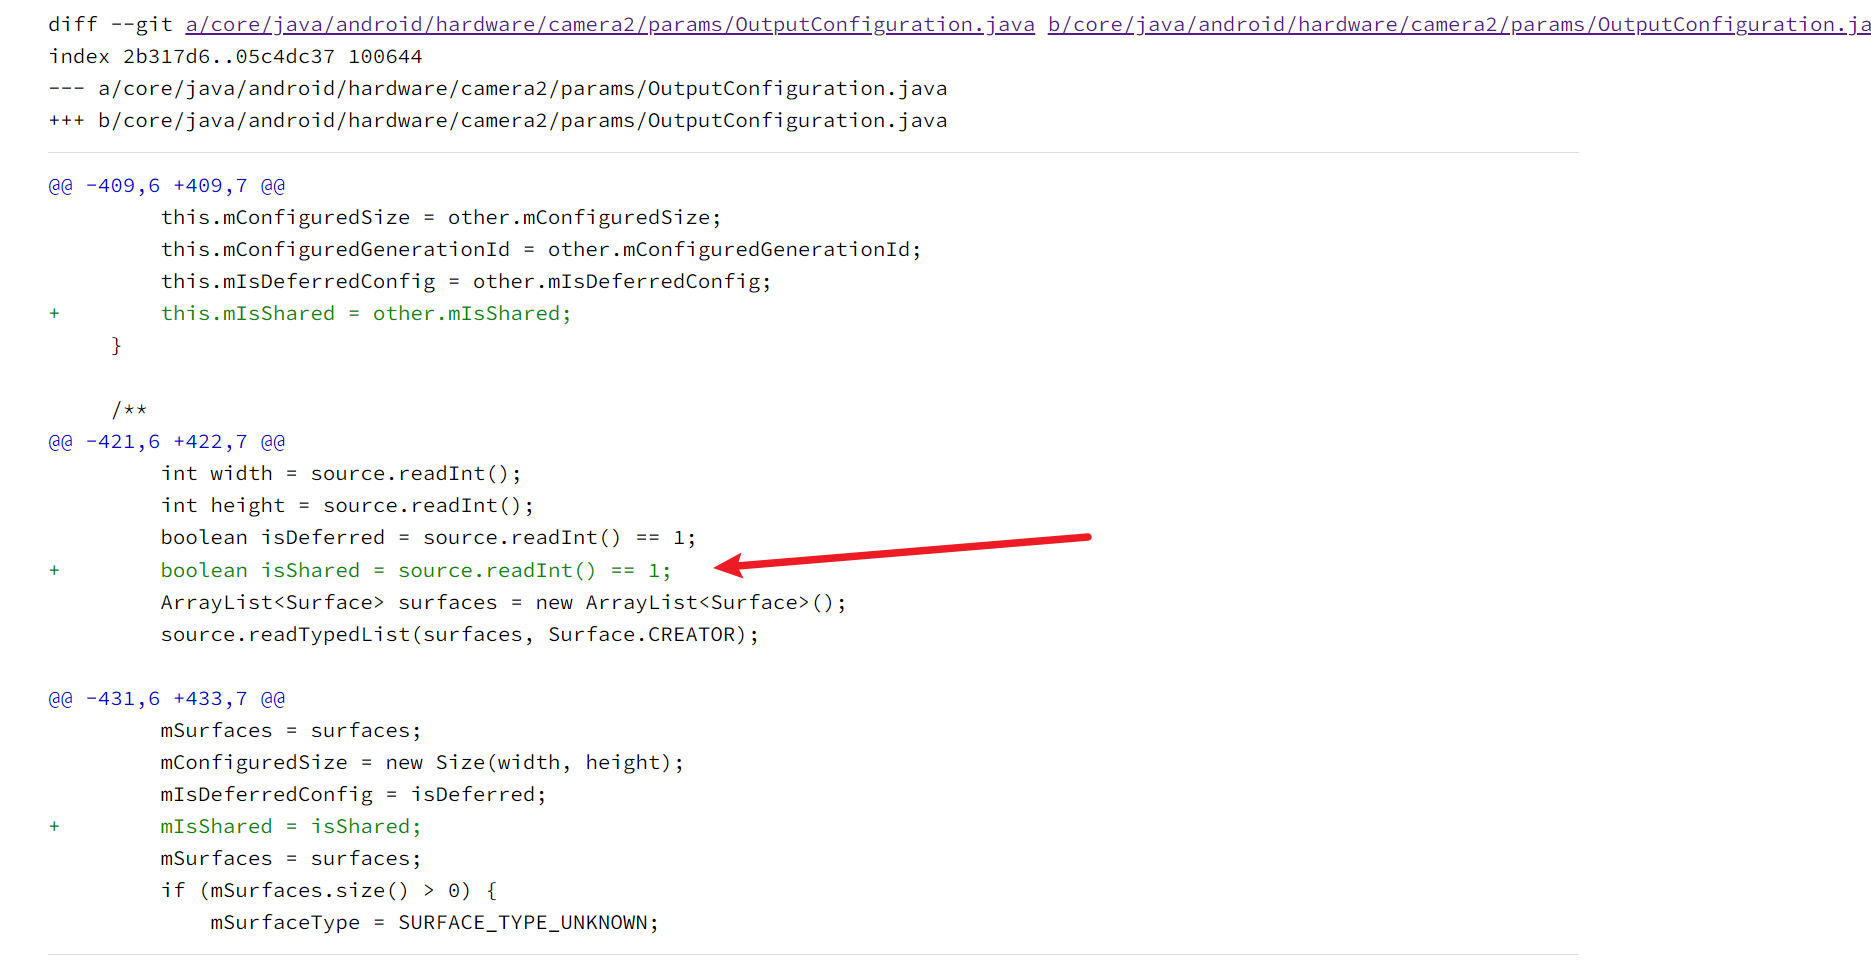 diff --git a/core/java/android/hardware/camera2/params/OutputConfiguration.java b/core/java/android/hardware/camera2/params/OutputConfiguration.ja
index 2b317d6..05c4dc37 100644
--- a/core/java/android/hardware/camera2/params/OutputConfiguration.java
+++ b/core/java/android/hardware/camera2/params/OutputConfiguration.java
@@ -409,6 +409,7 @@
         this.mConfiguredSize = other.mConfiguredSize;
         this.mConfiguredGenerationId = other.mConfiguredGenerationId;
         this.mIsDeferredConfig = other.mIsDeferredConfig;
+        this.mIsShared = other.mIsShared;
     }
     /**
@@ -421,6 +422,7 @@
         int width = source.readInt();
         int height = source.readInt();
         boolean isDeferred = source.readInt() == 1;
+        boolean isShared = source.readInt() == 1;
         ArrayList<Surface> surfaces = new ArrayList<Surface>();
         source.readTypedList(surfaces, Surface.CREATOR);
@@ -431,6 +433,7 @@
         mSurfaces = surfaces;
         mConfiguredSize = new Size(width, height);
         mIsDeferredConfig = isDeferred;
+        mIsShared = isShared;
         mSurfaces = surfaces;
         if (mSurfaces.size() > 0) {
             mSurfaceType = SURFACE_TYPE_UNKNOWN;